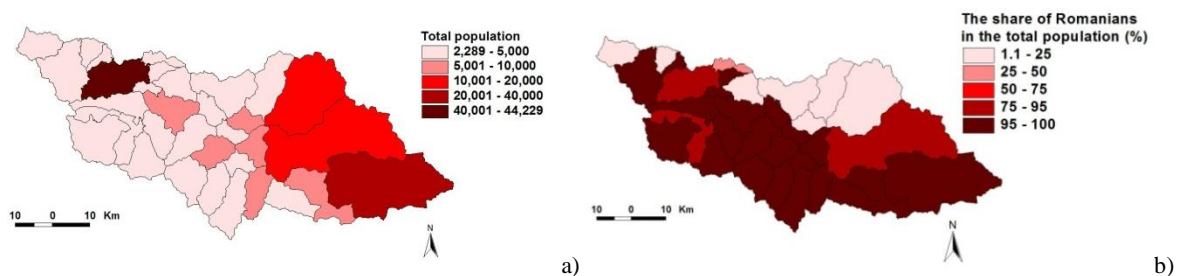 Total population
2,289 - 5,000
5,001 - 10,000
10,001 - 20,000
20,001 - 40,000
40,001 - 44,229
10 0 10 Km
N
a)
The share of Romanians
in the total population (%)
1.1 - 25
25 - 50
50 - 75
75 - 95
95 - 100
10 0 10 Km
N
b)